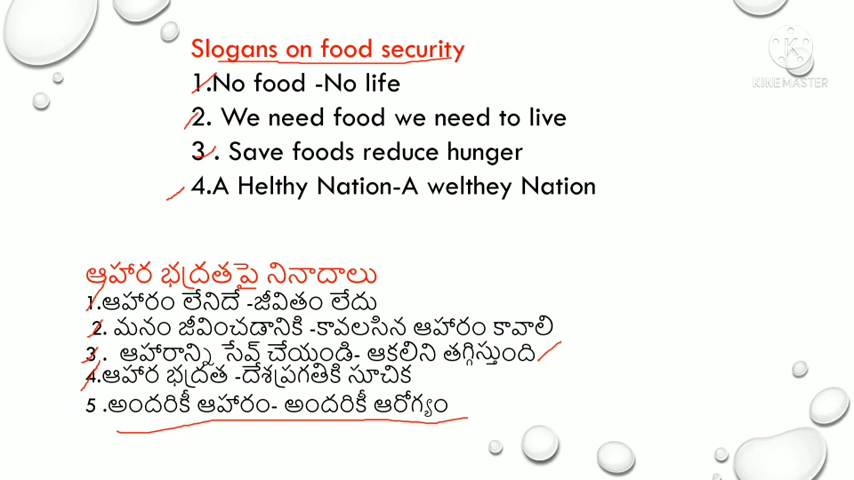 Slogans on food security
1.No food -No life
2. We need food we need to live
3 . Save foods reduce hunger
4.A Helthy Nation-A welthey Nation
KINEMASTER
ఆహార భద్రతపై నినాదాలు
1.ఆహారం లేనిదే -జీవితం లేదు
2. మనం జీవించడానికి -కావలసిన ఆహారం కావాలి
3 . ఆహారాన్ని సేవ్ చేయండి- ఆకలిని తగ్గిస్తుంది
4.ఆహార భద్రత -దేశప్రగతికి సూచిక
5 .అందరికీ ఆహారం- అందరికీ ఆరోగ్యం